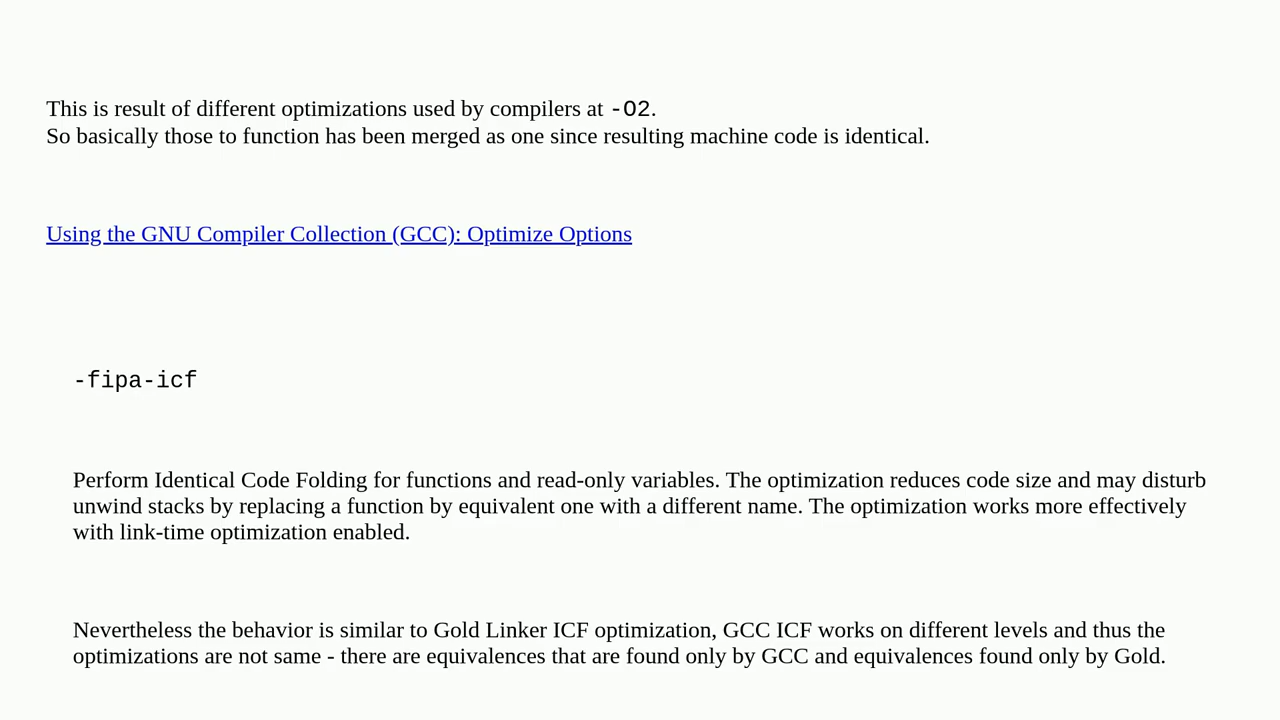 This is result of different optimizations used by compilers at -O2.
So basically those to function has been merged as one since resulting machine code is identical.
Using the GNU Compiler Collection (GCC): Optimize Options
-fipa-icf
Perform Identical Code Folding for functions and read-only variables. The optimization reduces code size and may disturb
unwind stacks by replacing a function by equivalent one with a different name. The optimization works more effectively
with link-time optimization enabled.
Nevertheless the behavior is similar to Gold Linker ICF optimization, GCC ICF works on different levels and thus the
optimizations are not same - there are equivalences that are found only by GCC and equivalences found only by Gold.